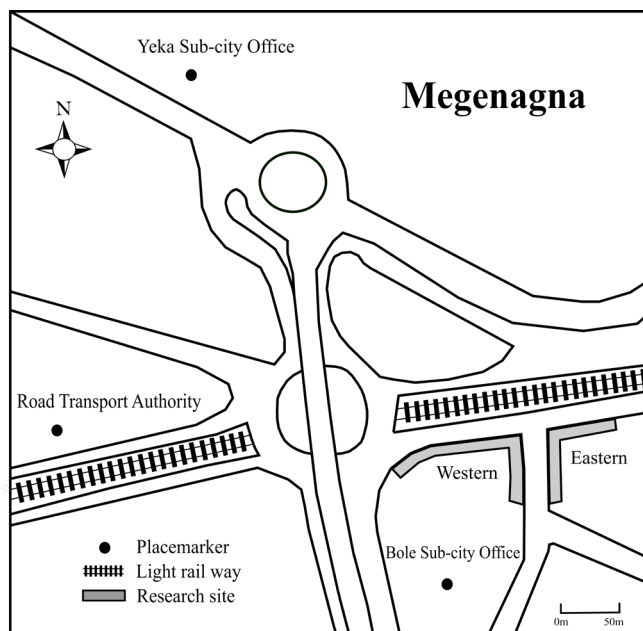 Yeka Sub-city Office
Megenagna
N
Road Transport Authority
Western
Eastern
Bole Sub-city Office
Placemarker
Light rail way
Research site
0m 50m